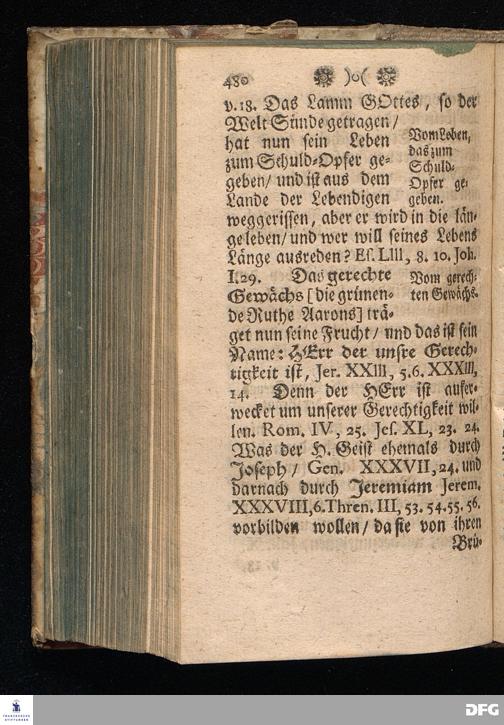 480 )o(
v.18. Das Lamm GOttes, so der
Welt Sünde getragen/
hat nun sein Leben
zum Schuld-Opfer ge-
geben/ und ist aus dem
Lande der Lebendigen
Vom Leben,
das zum
Schuld-
Opfer ge-
geben.
weggerissen, aber er wird in die län-
ge leben/ und wer will seines Lebens
Länge ausreden? Es. LIII, 8. 10. Joh.
I.29. Das gerechte
Gewächs [die grünen-
de Ruthe Aarons] trä-
Vom gerech-
ten Gewächs.
get nun seine Frucht/ und das ist sein
Name: HErr der unsre Gerech-
tigkeit ist, Jer. XXIII, 5.6. XXXIII,
14. Denn der HErr ist aufer-
wecket um unserer Gerechtigkeit wil-
len. Rom. IV, 25. Jes. XL, 23. 24.
Was der H. Geist ehemals durch
Joseph/ Gen. XXXVII, 24. und
darnach durch Jeremiam Jerem.
XXXVIII, 6. Thren. III, 53. 54. 55. 56.
vorbilden wollen/ da sie von ihren
Brü-
FRANCKESCHE
STIFTUNGEN
DFG